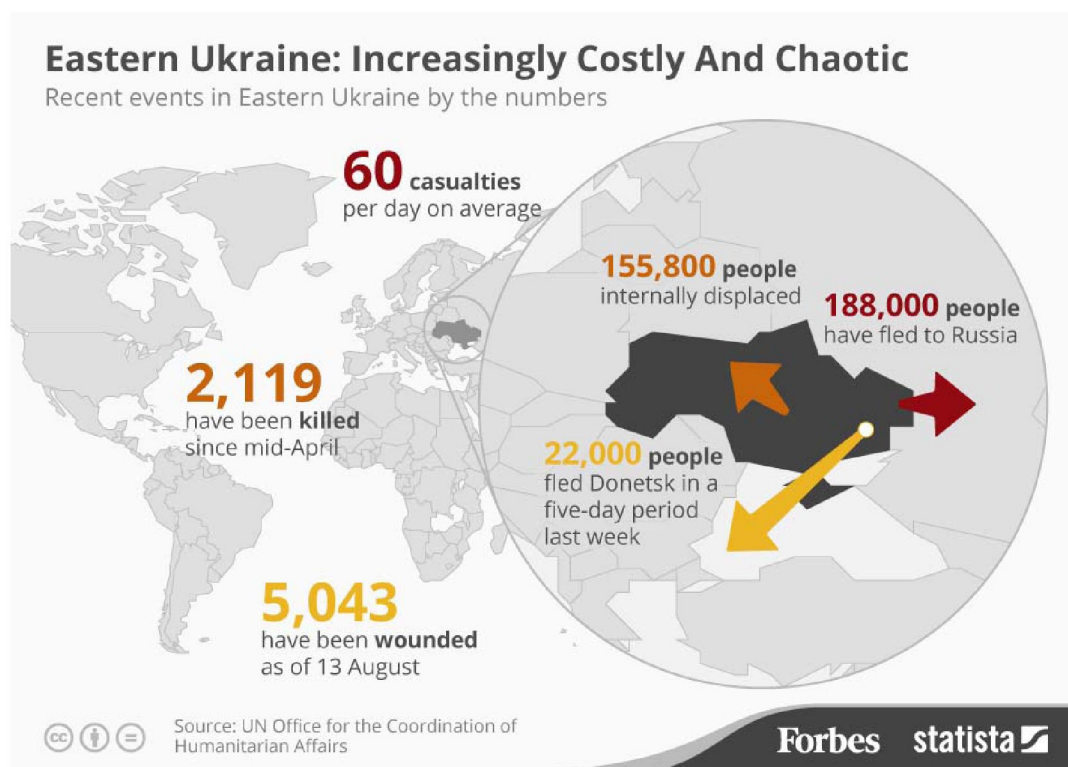 Eastern Ukraine: Increasingly Costly And Chaotic
Recent events in Eastern Ukraine by the numbers
60 casualties
per day on average
155,800 people
internally displaced
188,000 people
have fled to Russia
2,119
have been killed
since mid-April
22,000 people
fled Donetsk in a
five-day period
last week
5,043
have been wounded
as of 13 August
cc
Source: UN Office for the Coordination of
Humanitarian Affairs
Forbes statista